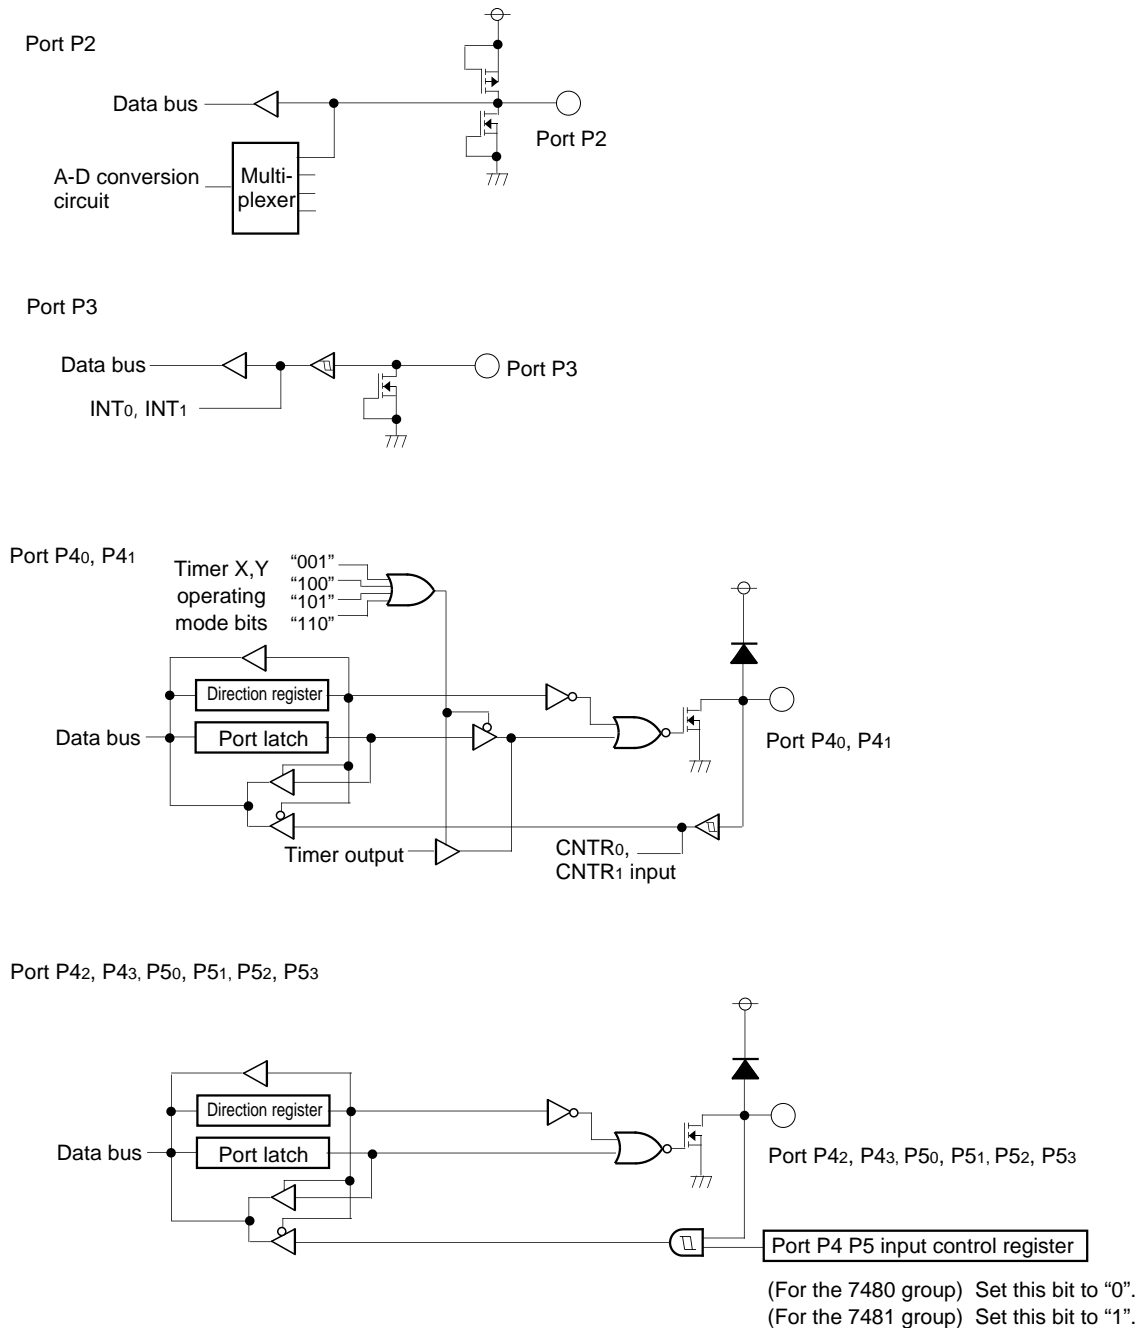 Port P2
Data bus
Port P2
A-D conversion
circuit
Multi-
plexer
Port P3
Data bus
Port P3
INT0, INT1
Port P40, P41
Timer X,Y
operating
mode bits
“001”
“100”
“101”
“110”
Direction register
Data bus
Port latch
Port P40, P41
Timer output
CNTR0,
CNTR1 input
Port P42, P43, P50, P51, P52, P53
Direction register
Data bus
Port latch
Port P42, P43, P50, P51, P52, P53
Port P4 P5 input control register
(For the 7480 group) Set this bit to “0”.
(For the 7481 group) Set this bit to “1”.